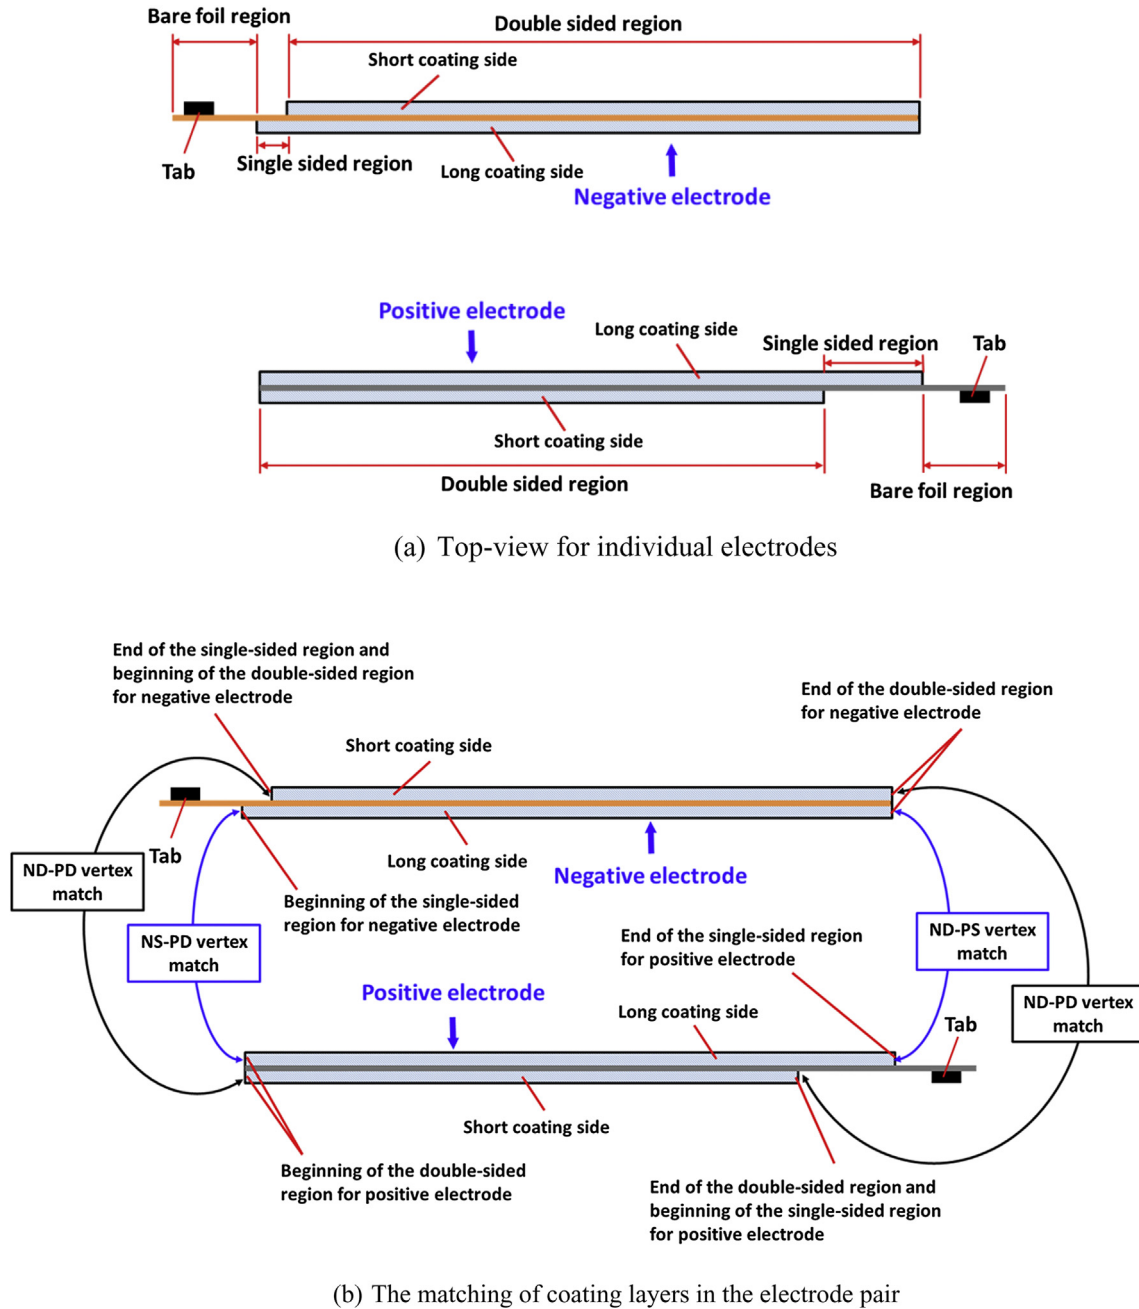 Bare foil region
Double sided region
Short coating side
Tab
Single sided region
Long coating side
Negative electrode
Positive electrode
Long coating side
Single sided region
Tab
Short coating side
Double sided region
Bare foil region
(a) Top-view for individual electrodes
End of the single-sided region and
beginning of the double-sided region
for negative electrode
End of the double-sided region
for negative electrode
Short coating side
Tab
Long coating side
Negative electrode
ND-PD vertex
match
Beginning of the single-sided
region for negative electrode
NS-PD vertex
match
End of the single-sided region
for positive electrode
ND-PS vertex
match
Positive electrode
Long coating side
ND-PD vertex
match
Tab
Short coating side
Beginning of the double-sided
region for positive electrode
End of the double-sided region and
beginning of the single-sided region
for positive electrode
(b) The matching of coating layers in the electrode pair